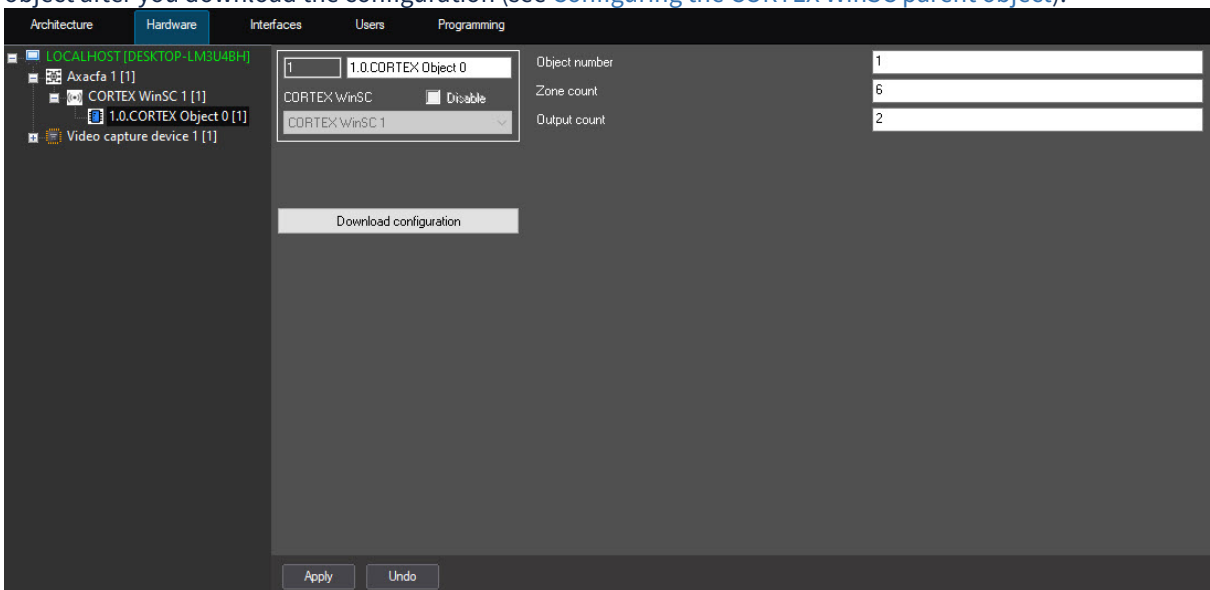 object after you download the configuration (see Configuring the CORTEX WinSC parent object).
Architecture Hardware Interfaces Users Programming
LOCALHOST [DESKTOP-LM3U4BH]
Axacfa 1 [1]
CORTEX WinSC 1 [1]
1.0.CORTEX Object 0 [1]
Video capture device 1 [1]
1 1.0.CORTEX Object 0
CORTEX WinSC Disable
CORTEX WinSC 1
Download configuration
Object number 1
Zone count 6
Output count 2
Apply Undo